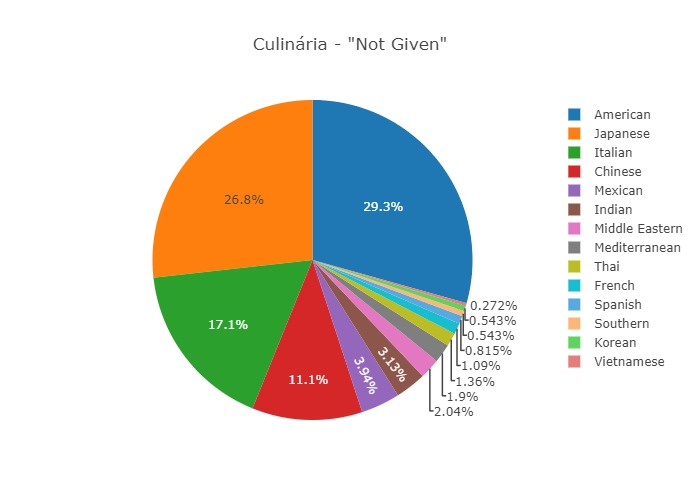 Culinária - "Not Given"
American
Japanese
Italian
Chinese
Mexican
Indian
Middle Eastern
Mediterranean
Thai
French
Spanish
Southern
Korean
Vietnamese
29.3%
26.8%
17.1%
11.1%
3.94%
3.13%
2.04%
1.9%
1.36%
1.09%
0.815%
0.543%
0.543%
0.272%